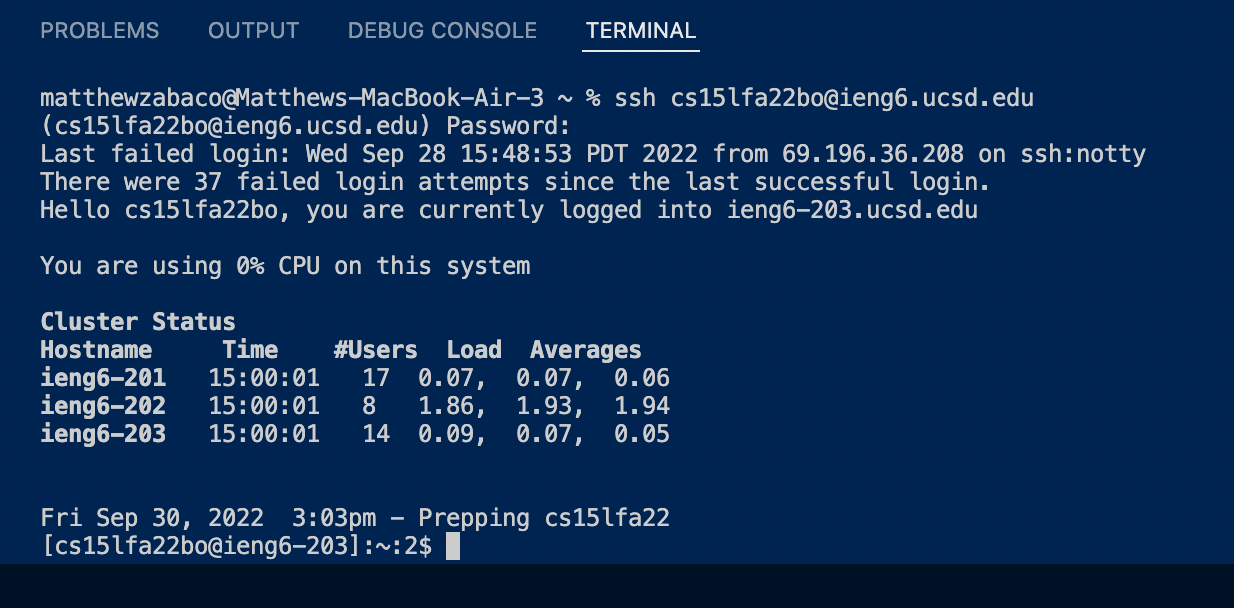 PROBLEMS OUTPUT DEBUG CONSOLE TERMINAL
matthewzabaco@Matthews-MacBook-Air-3 ~ % ssh cs15lfa22bo@ieng6.ucsd.edu
(cs15lfa22bo@ieng6.ucsd.edu) Password:
Last failed login: Wed Sep 28 15:48:53 PDT 2022 from 69.196.36.208 on ssh:notty
There were 37 failed login attempts since the last successful login.
Hello cs15lfa22bo, you are currently logged into ieng6-203.ucsd.edu
You are using 0% CPU on this system
Cluster Status
Hostname     Time    #Users  Load  Averages
ieng6-201   15:00:01   17  0.07,  0.07,  0.06
ieng6-202   15:00:01   8   1.86,  1.93,  1.94
ieng6-203   15:00:01   14  0.09,  0.07,  0.05
Fri Sep 30, 2022  3:03pm - Prepping cs15lfa22
[cs15lfa22bo@ieng6-203]:~:2$